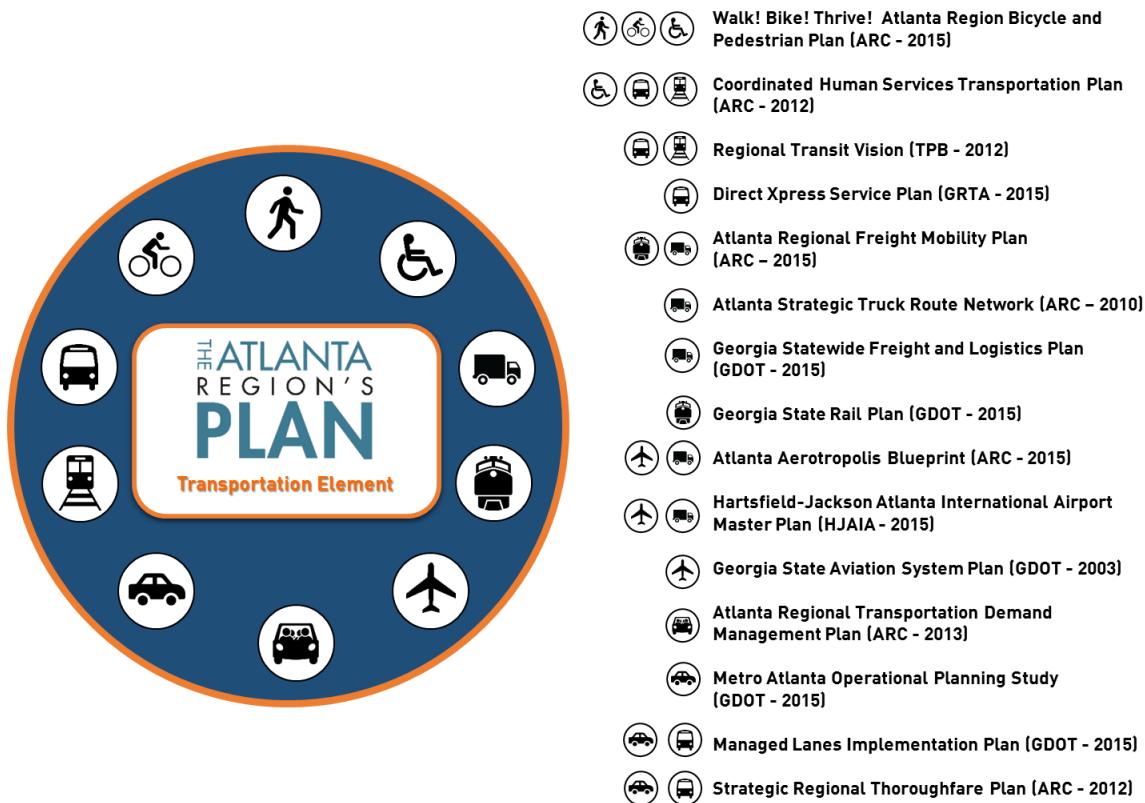 THE ATLANTA
REGION'S
PLAN
Transportation Element
Walk! Bike! Thrive! Atlanta Region Bicycle and
Pedestrian Plan (ARC - 2015)
Coordinated Human Services Transportation Plan
(ARC - 2012)
Regional Transit Vision (TPB - 2012)
Direct Xpress Service Plan (GRTA - 2015)
Atlanta Regional Freight Mobility Plan
(ARC – 2015)
Atlanta Strategic Truck Route Network (ARC – 2010)
Georgia Statewide Freight and Logistics Plan
(GDOT - 2015)
Georgia State Rail Plan (GDOT - 2015)
Atlanta Aerotropolis Blueprint (ARC - 2015)
Hartsfield-Jackson Atlanta International Airport
Master Plan (HJAIA - 2015)
Georgia State Aviation System Plan (GDOT - 2003)
Atlanta Regional Transportation Demand
Management Plan (ARC - 2013)
Metro Atlanta Operational Planning Study
(GDOT - 2015)
Managed Lanes Implementation Plan (GDOT - 2015)
Strategic Regional Thoroughfare Plan (ARC - 2012)